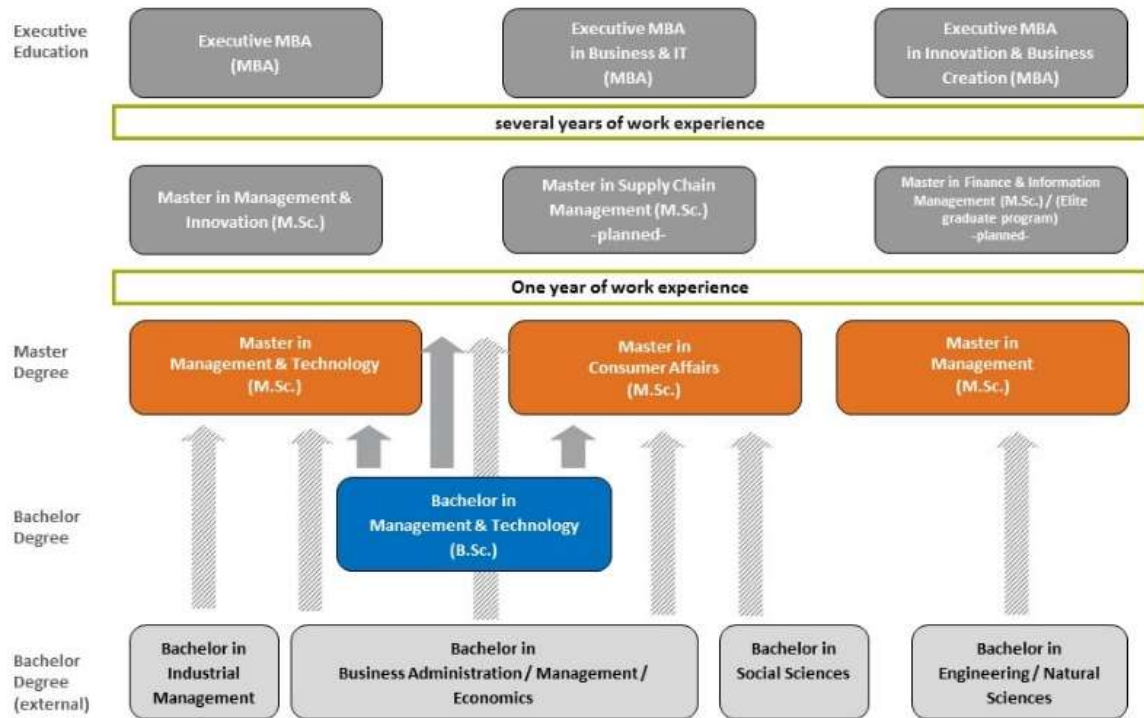 Executive
Education
Executive MBA
(MBA)
Executive MBA
in Business & IT
(MBA)
Executive MBA
in Innovation & Business
Creation (MBA)
several years of work experience
Master in Management &
Innovation (M.Sc.)
Master in Supply Chain
Management (M.Sc.)
-planned-
Master in Finance & Information
Management (M.Sc.) / (Elite
graduate program)
-planned-
One year of work experience
Master
Degree
Master in
Management & Technology
(M.Sc.)
Master in
Consumer Affairs
(M.Sc.)
Master in
Management
(M.Sc.)
Bachelor
Degree
Bachelor in
Management & Technology
(B.Sc.)
Bachelor
Degree
(external)
Bachelor in
Industrial
Management
Bachelor in
Business Administration / Management /
Economics
Bachelor in
Social Sciences
Bachelor in
Engineering / Natural
Sciences